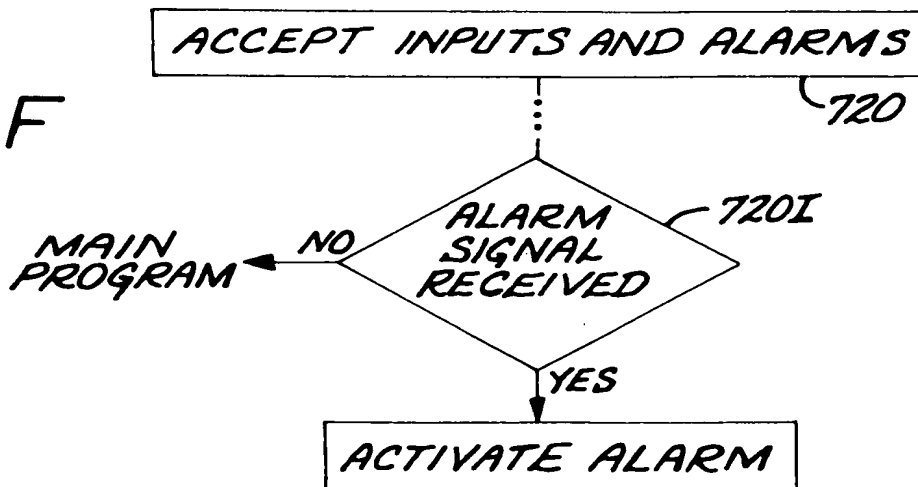 ACCEPT INPUTS AND ALARMS
720
F
ALARM
SIGNAL
RECEIVED
720I
NO
MAIN
PROGRAM
YES
ACTIVATE ALARM